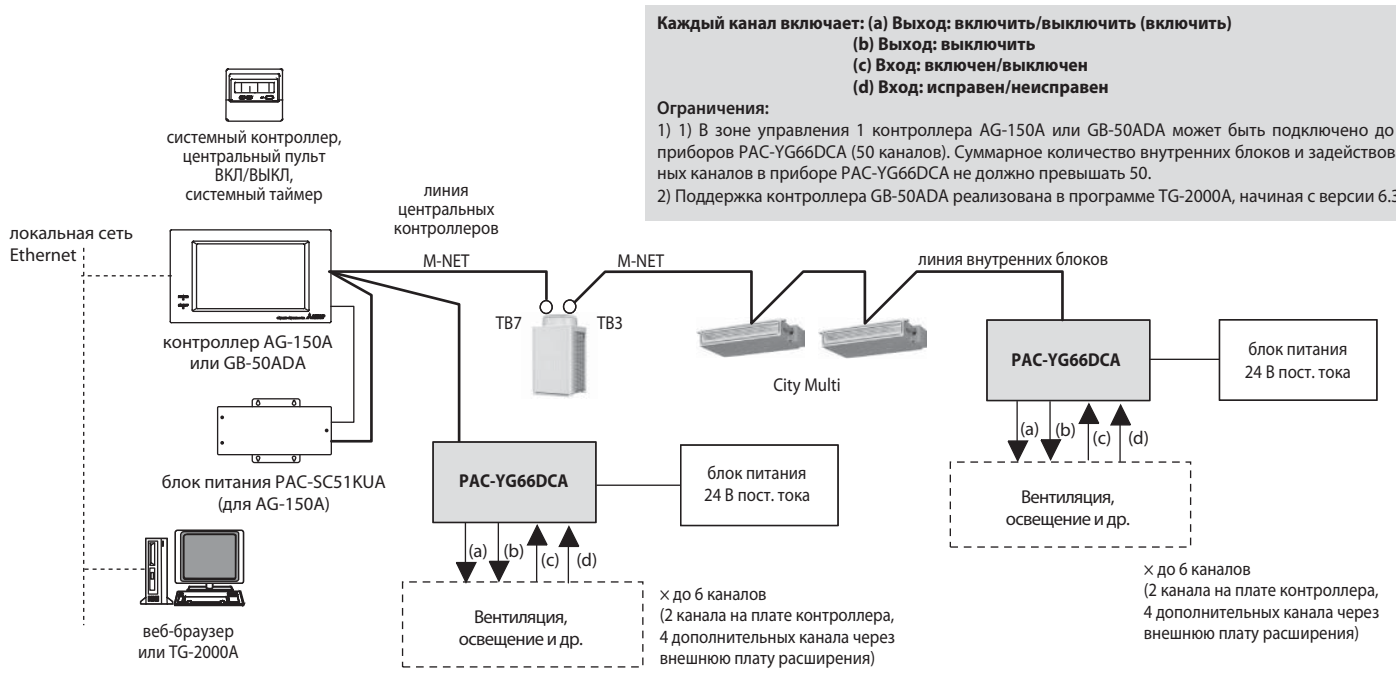 Каждый канал включает: (a) Выход: включить/выключить (включить)
(b) Выход: выключить
(c) Вход: включен/выключен
(d) Вход: исправен/неисправен
Ограничения:
1) 1) В зоне управления 1 контроллера AG-150A или GB-50ADA может быть подключено до
приборов PAC-YG66DCA (50 каналов). Суммарное количество внутренних блоков и задействов
ных каналов в приборе PAC-YG66DCA не должно превышать 50.
2) Поддержка контроллера GB-50ADA реализована в программе TG-2000A, начиная с версии 6.3
системный контроллер,
центральный пульт
ВКЛ/ВЫКЛ,
системный таймер
локальная сеть
Ethernet
линия
центральных
контроллеров
M-NET
M-NET
линия внутренних блоков
TB7
TB3
контроллер AG-150A
или GB-50ADA
City Multi
PAC-YG66DCA
блок питания
24 В пост. тока
(a)
(b)
(c)
(d)
Вентиляция,
освещение и др.
× до 6 каналов
(2 канала на плате контроллера,
4 дополнительных канала через
внешнюю плату расширения)
блок питания PAC-SC51KUA
(для AG-150A)
PAC-YG66DCA
блок питания
24 В пост. тока
(a)
(b)
(c)
(d)
Вентиляция,
освещение и др.
× до 6 каналов
(2 канала на плате контроллера,
4 дополнительных канала через
внешнюю плату расширения)
веб-браузер
или TG-2000A